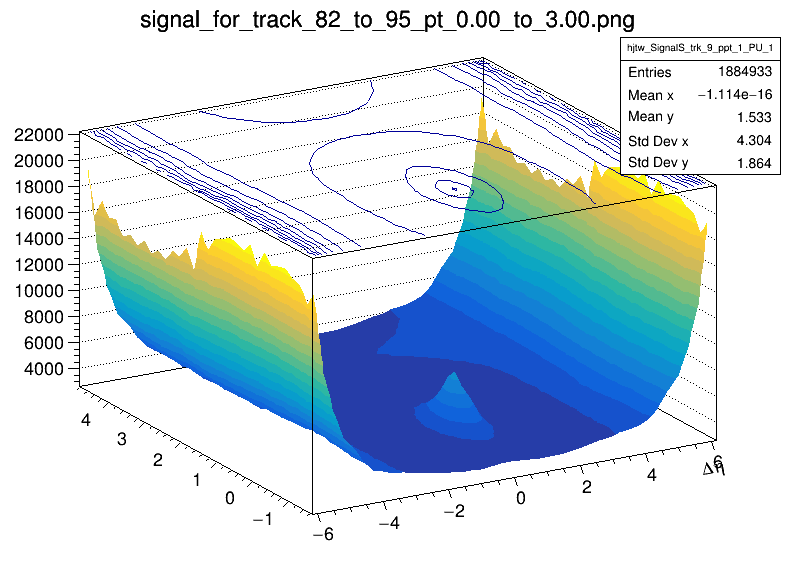 signal_for_track_82_to_95_pt_0.00_to_3.00.png
hjtw_SignalS_trk_9_ppt_1_PU_1
Entries 1884933
Mean x −1.114e−16
Mean y 1.533
Std Dev x 4.304
Std Dev y 1.864
22000
20000
18000
16000
14000
12000
10000
8000
6000
4000
4
3
2
1
0
−1
−6
−4
−2
0
2
4
6
Δη